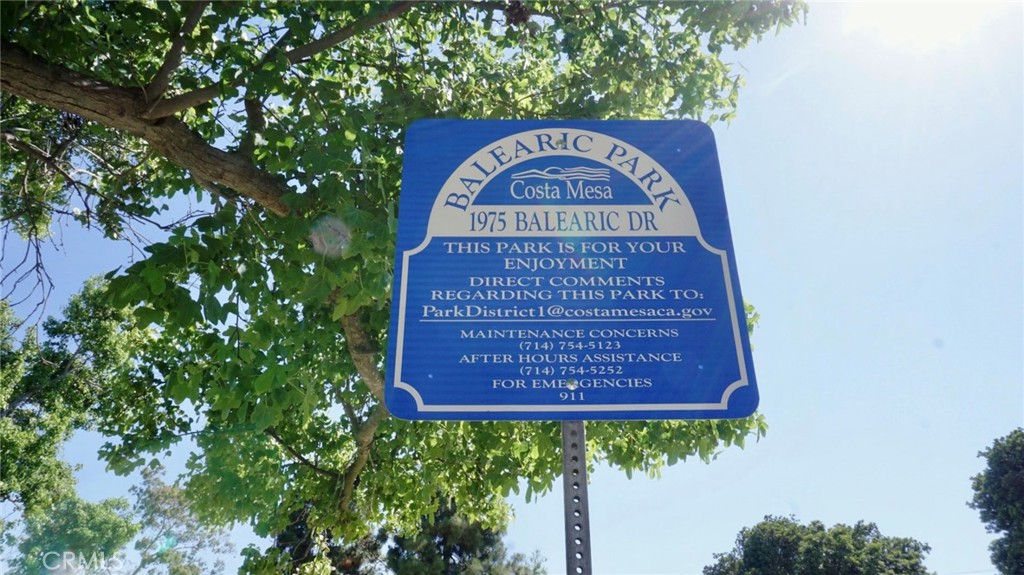 BALEARIC PARK
Costa Mesa
1975 BALEARIC DR
THIS PARK IS FOR YOUR
ENJOYMENT
DIRECT COMMENTS
REGARDING THIS PARK TO:
ParkDistrict1@costamesaca.gov
MAINTENANCE CONCERNS
(714) 754-5123
AFTER HOURS ASSISTANCE
(714) 754-5252
FOR EMERGENCIES
911
CRMLS